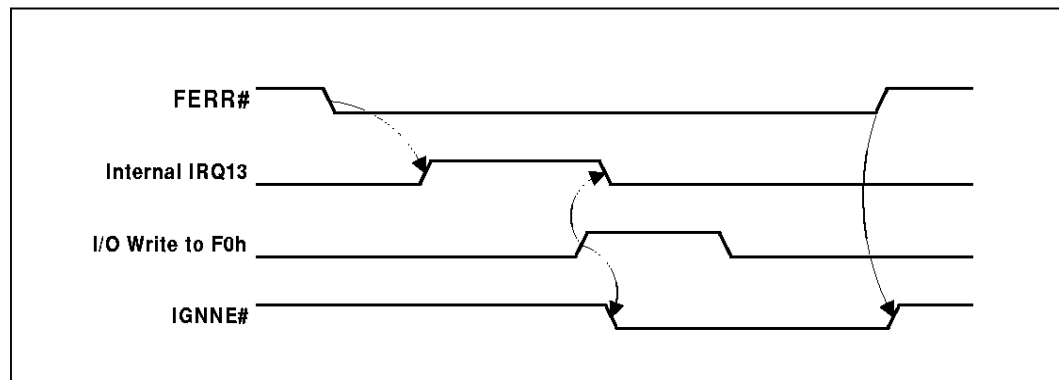 FERR#
Internal IRQ13
I/O Write to F0h
IGNNE#